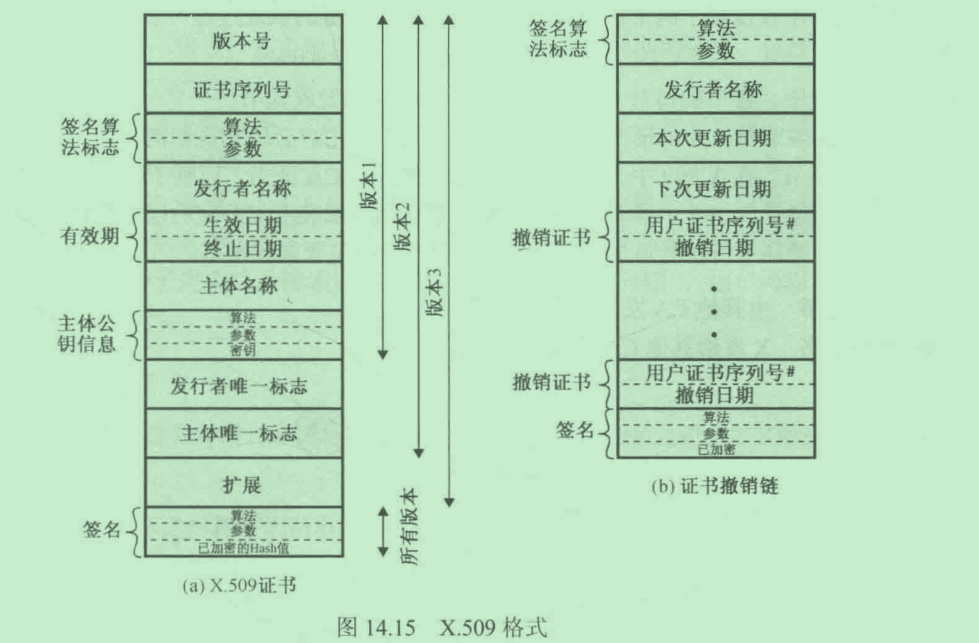 版本号
证书序列号
签名算
法标志
算法
参数
发行者名称
有效期
生效日期
终止日期
主体名称
主体公
钥信息
算法
参数
密钥
发行者唯一标志
主体唯一标志
扩展
签名
算法
参数
已加密的Hash值
版本1
版本2
版本3
所有版本
(a) X.509证书
签名算
法标志
算法
参数
发行者名称
本次更新日期
下次更新日期
撤销证书
用户证书序列号#
撤销日期
撤销证书
用户证书序列号#
撤销日期
签名
算法
参数
已加密
(b) 证书撤销链
图 14.15 X.509 格式